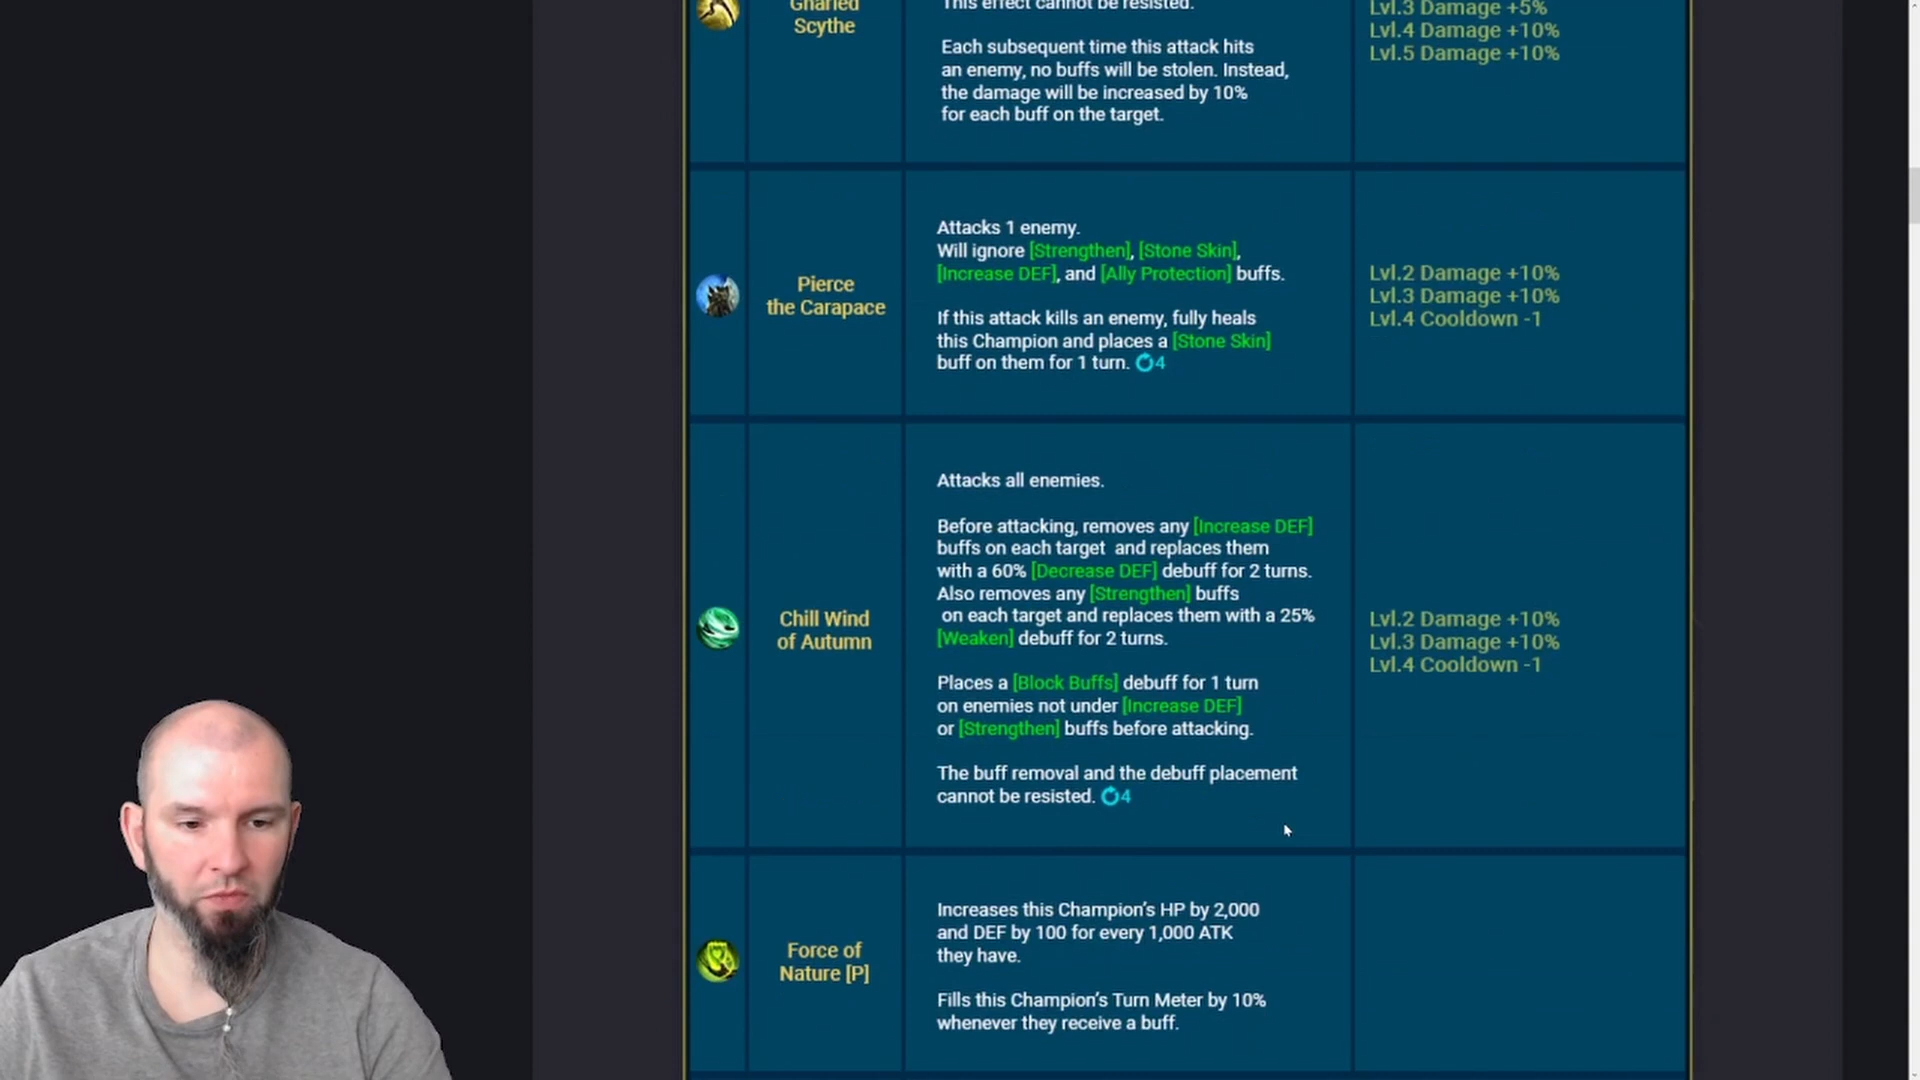 Gnarled
Scythe
This effect cannot be resisted.
Each subsequent time this attack hits
an enemy, no buffs will be stolen. Instead,
the damage will be increased by 10%
for each buff on the target.
Lvl.3 Damage +5%
Lvl.4 Damage +10%
Lvl.5 Damage +10%
Pierce
the Carapace
Attacks 1 enemy.
Will ignore [Strengthen], [Stone Skin],
[Increase DEF], and [Ally Protection] buffs.
If this attack kills an enemy, fully heals
this Champion and places a [Stone Skin]
buff on them for 1 turn. 4
Lvl.2 Damage +10%
Lvl.3 Damage +10%
Lvl.4 Cooldown -1
Chill Wind
of Autumn
Attacks all enemies.
Before attacking, removes any [Increase DEF]
buffs on each target and replaces them
with a 60% [Decrease DEF] debuff for 2 turns.
Also removes any [Strengthen] buffs
on each target and replaces them with a 25%
[Weaken] debuff for 2 turns.
Places a [Block Buffs] debuff for 1 turn
on enemies not under [Increase DEF]
or [Strengthen] buffs before attacking.
The buff removal and the debuff placement
cannot be resisted. 4
Lvl.2 Damage +10%
Lvl.3 Damage +10%
Lvl.4 Cooldown -1
Force of
Nature [P]
Increases this Champion's HP by 2,000
and DEF by 100 for every 1,000 ATK
they have.
Fills this Champion's Turn Meter by 10%
whenever they receive a buff.